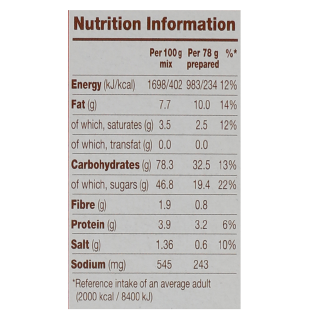 Nutrition Information
Per 100 g Per 78 g %*
mix prepared
Energy (kJ/kcal) 1698/402 983/234 12%
Fat (g) 7.7 10.0 14%
of which, saturates (g) 3.5 2.5 12%
of which, transfat (g) 0.0 0.0
Carbohydrates (g) 78.3 32.5 13%
of which, sugars (g) 46.8 19.4 22%
Fibre (g) 1.9 0.8
Protein (g) 3.9 3.2 6%
Salt (g) 1.36 0.6 10%
Sodium (mg) 545 243
*Reference intake of an average adult
(2000 kcal / 8400 kJ)